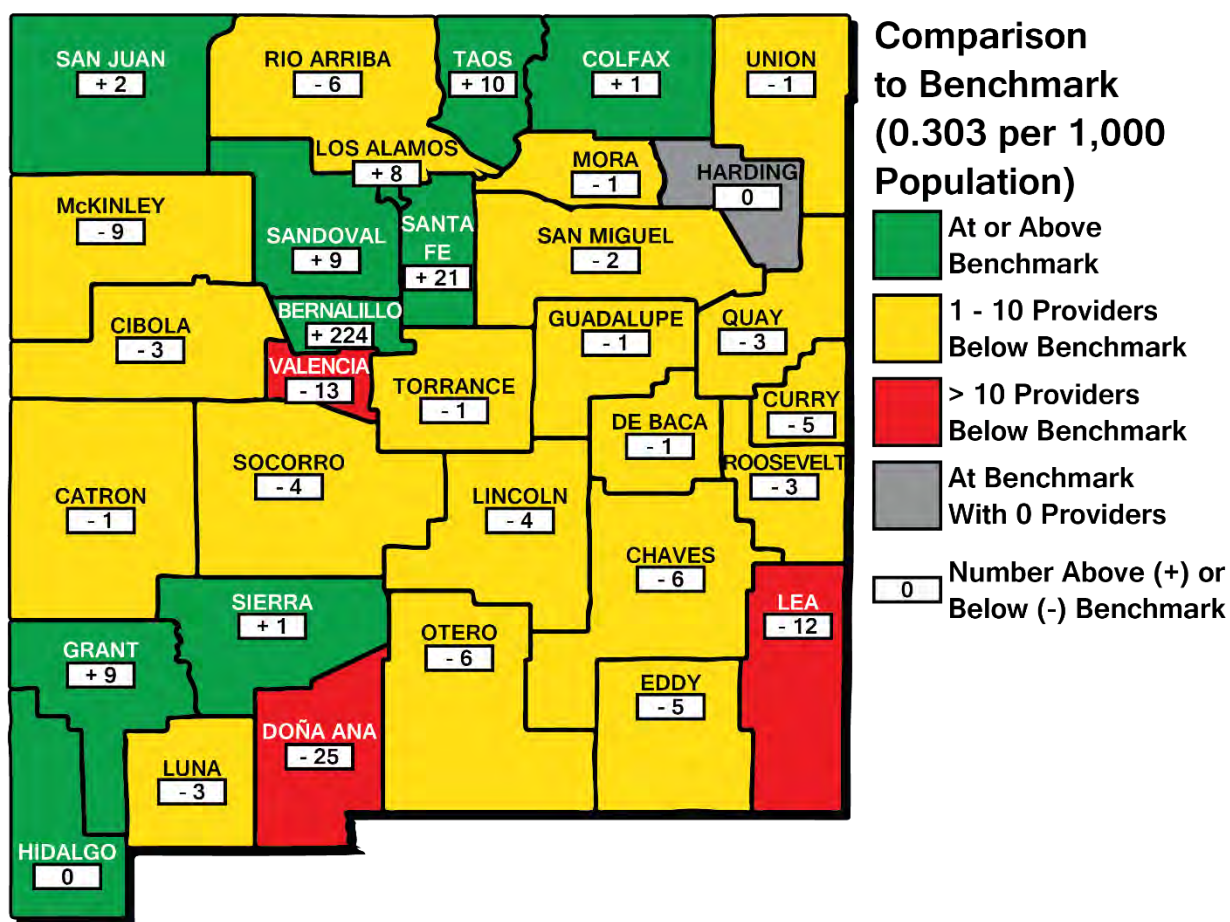 SAN JUAN
+ 2
RIO ARRIBA
- 6
TAOS
+ 10
COLFAX
+ 1
UNION
- 1
LOS ALAMOS
+ 8
MORA
- 1
HARDING
0
McKINLEY
- 9
SANDOVAL
+ 9
SANTA
FE
+ 21
SAN MIGUEL
- 2
BERNALILLO
+ 224
CIBOLA
- 3
VALENCIA
- 13
TORRANCE
- 1
GUADALUPE
- 1
QUAY
- 3
CURRY
- 5
DE BACA
- 1
ROOSEVELT
- 3
CATRON
- 1
SOCORRO
- 4
LINCOLN
- 4
CHAVES
- 6
LEA
- 12
SIERRA
+ 1
GRANT
+ 9
OTERO
- 6
EDDY
- 5
DOÑA ANA
- 25
LUNA
- 3
HIDALGO
0
Comparison
to Benchmark
(0.303 per 1,000
Population)
At or Above
Benchmark
1 - 10 Providers
Below Benchmark
> 10 Providers
Below Benchmark
At Benchmark
With 0 Providers
0
Number Above (+) or
Below (-) Benchmark